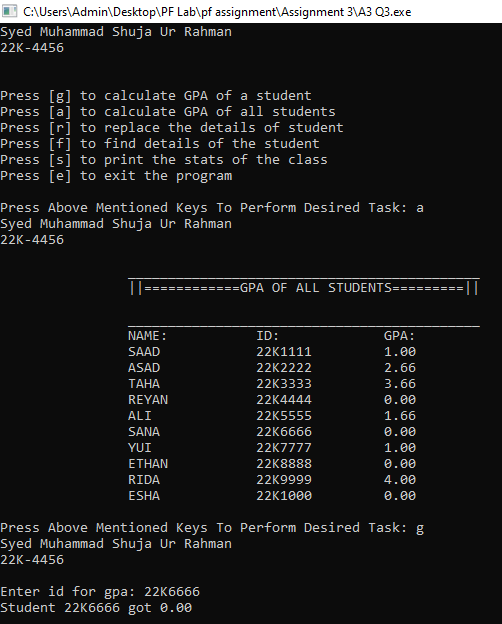 C:\Users\Admin\Desktop\PF Lab\pf assignment\Assignment 3\A3 Q3.exe
Syed Muhammad Shuja Ur Rahman
22K-4456
Press [g] to calculate GPA of a student
Press [a] to calculate GPA of all students
Press [r] to replace the details of student
Press [f] to find details of the student
Press [s] to print the stats of the class
Press [e] to exit the program
Press Above Mentioned Keys To Perform Desired Task: a
Syed Muhammad Shuja Ur Rahman
22K-4456
____________________________________________
||============GPA OF ALL STUDENTS=========||
____________________________________________
NAME: ID: GPA:
SAAD 22K1111 1.00
ASAD 22K2222 2.66
TAHA 22K3333 3.66
REYAN 22K4444 0.00
ALI 22K5555 1.66
SANA 22K6666 0.00
YUI 22K7777 1.00
ETHAN 22K8888 0.00
RIDA 22K9999 4.00
ESHA 22K1000 0.00
Press Above Mentioned Keys To Perform Desired Task: g
Syed Muhammad Shuja Ur Rahman
22K-4456
Enter id for gpa: 22K6666
Student 22K6666 got 0.00